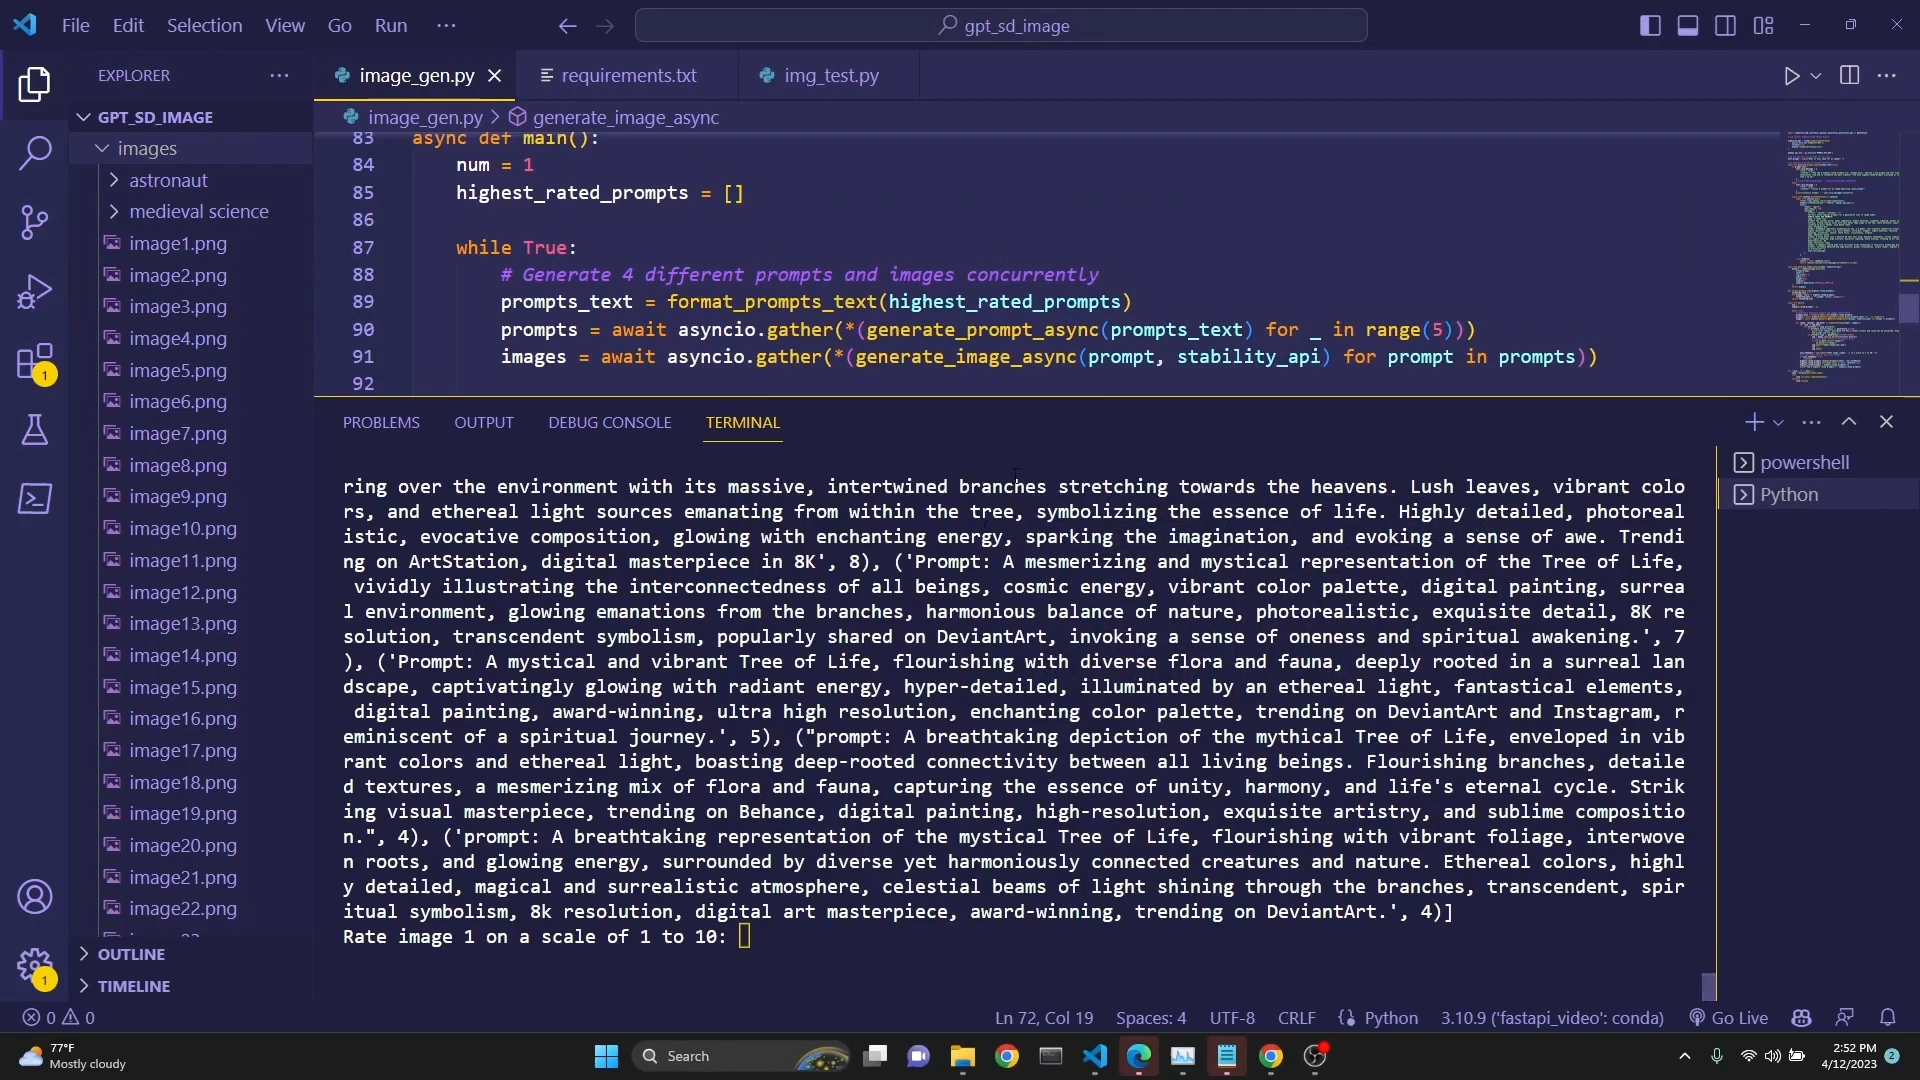 File Edit Selection View Go Run ··· gpt_sd_image
EXPLORER ···
image_gen.py requirements.txt img_test.py
GPT_SD_IMAGE
image_gen.py > generate_image_async
images
astronaut
medieval science
image1.png
image2.png
image3.png
image4.png
image5.png
image6.png
image7.png
image8.png
image9.png
image10.png
image11.png
image12.png
image13.png
image14.png
image15.png
image16.png
image17.png
image18.png
image19.png
image20.png
image21.png
image22.png
OUTLINE
TIMELINE
83 async def main():
84 num = 1
85 highest_rated_prompts = []
86
87 while True:
88 # Generate 4 different prompts and images concurrently
89 prompts_text = format_prompts_text(highest_rated_prompts)
90 prompts = await asyncio.gather(*(generate_prompt_async(prompts_text) for _ in range(5)))
91 images = await asyncio.gather(*(generate_image_async(prompt, stability_api) for prompt in prompts))
92
PROBLEMS OUTPUT DEBUG CONSOLE TERMINAL
powershell
Python
ring over the environment with its massive, intertwined branches stretching towards the heavens. Lush leaves, vibrant colo
rs, and ethereal light sources emanating from within the tree, symbolizing the essence of life. Highly detailed, photoreal
istic, evocative composition, glowing with enchanting energy, sparking the imagination, and evoking a sense of awe. Trendi
ng on ArtStation, digital masterpiece in 8K', 8), ('Prompt: A mesmerizing and mystical representation of the Tree of Life,
vividly illustrating the interconnectedness of all beings, cosmic energy, vibrant color palette, digital painting, surrea
l environment, glowing emanations from the branches, harmonious balance of nature, photorealistic, exquisite detail, 8K re
solution, transcendent symbolism, popularly shared on DeviantArt, invoking a sense of oneness and spiritual awakening.', 7
), ('Prompt: A mystical and vibrant Tree of Life, flourishing with diverse flora and fauna, deeply rooted in a surreal lan
dscape, captivatingly glowing with radiant energy, hyper-detailed, illuminated by an ethereal light, fantastical elements,
digital painting, award-winning, ultra high resolution, enchanting color palette, trending on DeviantArt and Instagram, r
eminiscent of a spiritual journey.', 5), ("prompt: A breathtaking depiction of the mythical Tree of Life, enveloped in vib
rant colors and ethereal light, boasting deep-rooted connectivity between all living beings. Flourishing branches, detaile
d textures, a mesmerizing mix of flora and fauna, capturing the essence of unity, harmony, and life's eternal cycle. Strik
ing visual masterpiece, trending on Behance, digital painting, high-resolution, exquisite artistry, and sublime compositio
n.", 4), ('prompt: A breathtaking representation of the mystical Tree of Life, flourishing with vibrant foliage, interwove
n roots, and glowing energy, surrounded by diverse yet harmoniously connected creatures and nature. Ethereal colors, highl
y detailed, magical and surrealistic atmosphere, celestial beams of light shining through the branches, transcendent, spir
itual symbolism, 8k resolution, digital art masterpiece, award-winning, trending on DeviantArt.', 4)]
Rate image 1 on a scale of 1 to 10:
1
1
0 0 Ln 72, Col 19 Spaces: 4 UTF-8 CRLF Python 3.10.9 ('fastapi_video': conda) Go Live
77°F
Mostly cloudy
Search
2:52 PM
4/12/2023
2